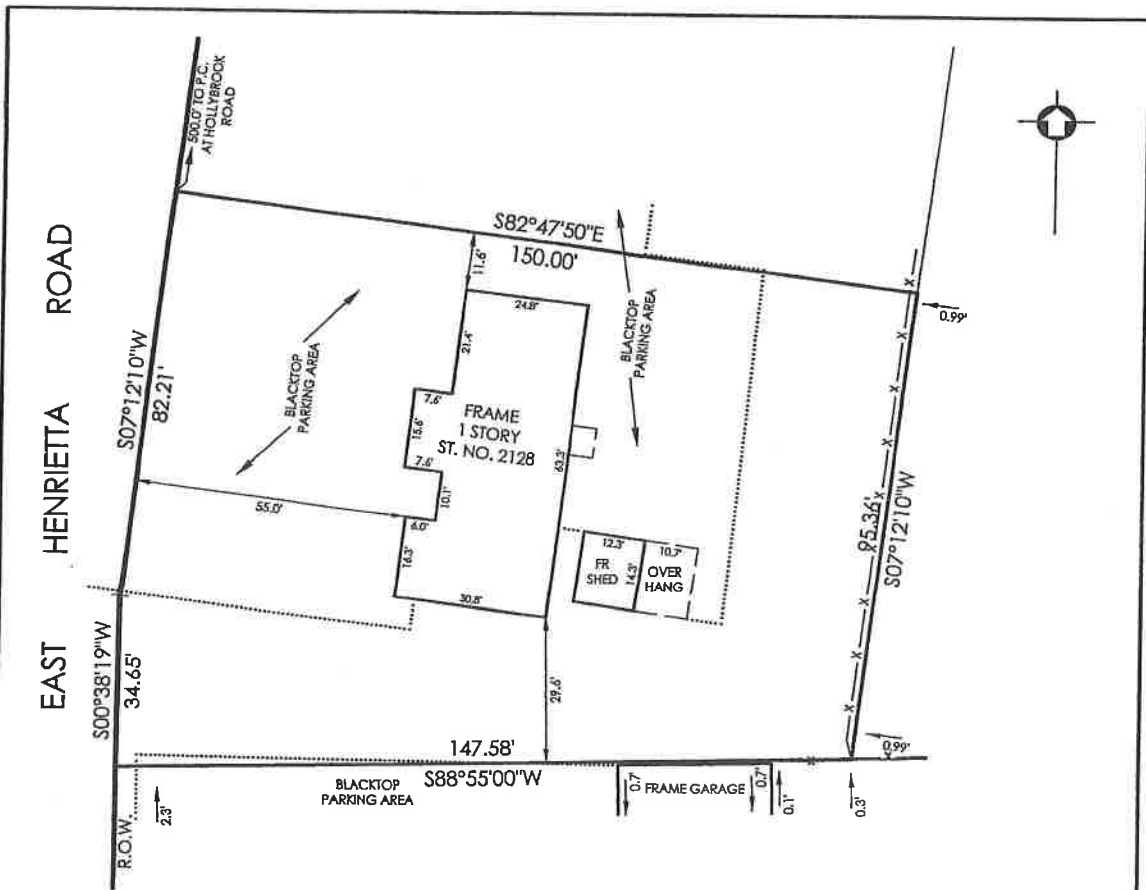 EAST HENRIETTA ROAD
500.0' TO P.C.
AT HOLLYBROOK
ROAD
S07°12'10"W
82.21'
S00°38'19"W
34.65'
S82°47'50"E
150.00'
11.6'
BLACKTOP
PARKING AREA
BLACKTOP
PARKING AREA
24.8'
21.4'
7.6'
15.6'
7.6'
10.1'
6.0'
16.3'
30.8'
63.3'
55.0'
FRAME
1 STORY
ST. NO. 2128
12.3'
FR
SHED
14.3'
10.7'
OVER
HANG
29.6'
0.99'
95.36'
S07°12'10"W
x
x
x
x
x
x
x
x
x
147.58'
S88°55'00"W
BLACKTOP
PARKING AREA
R.O.W.
2.3'
0.7
FRAME GARAGE
0.7'
0.1'
0.3'
0.99'